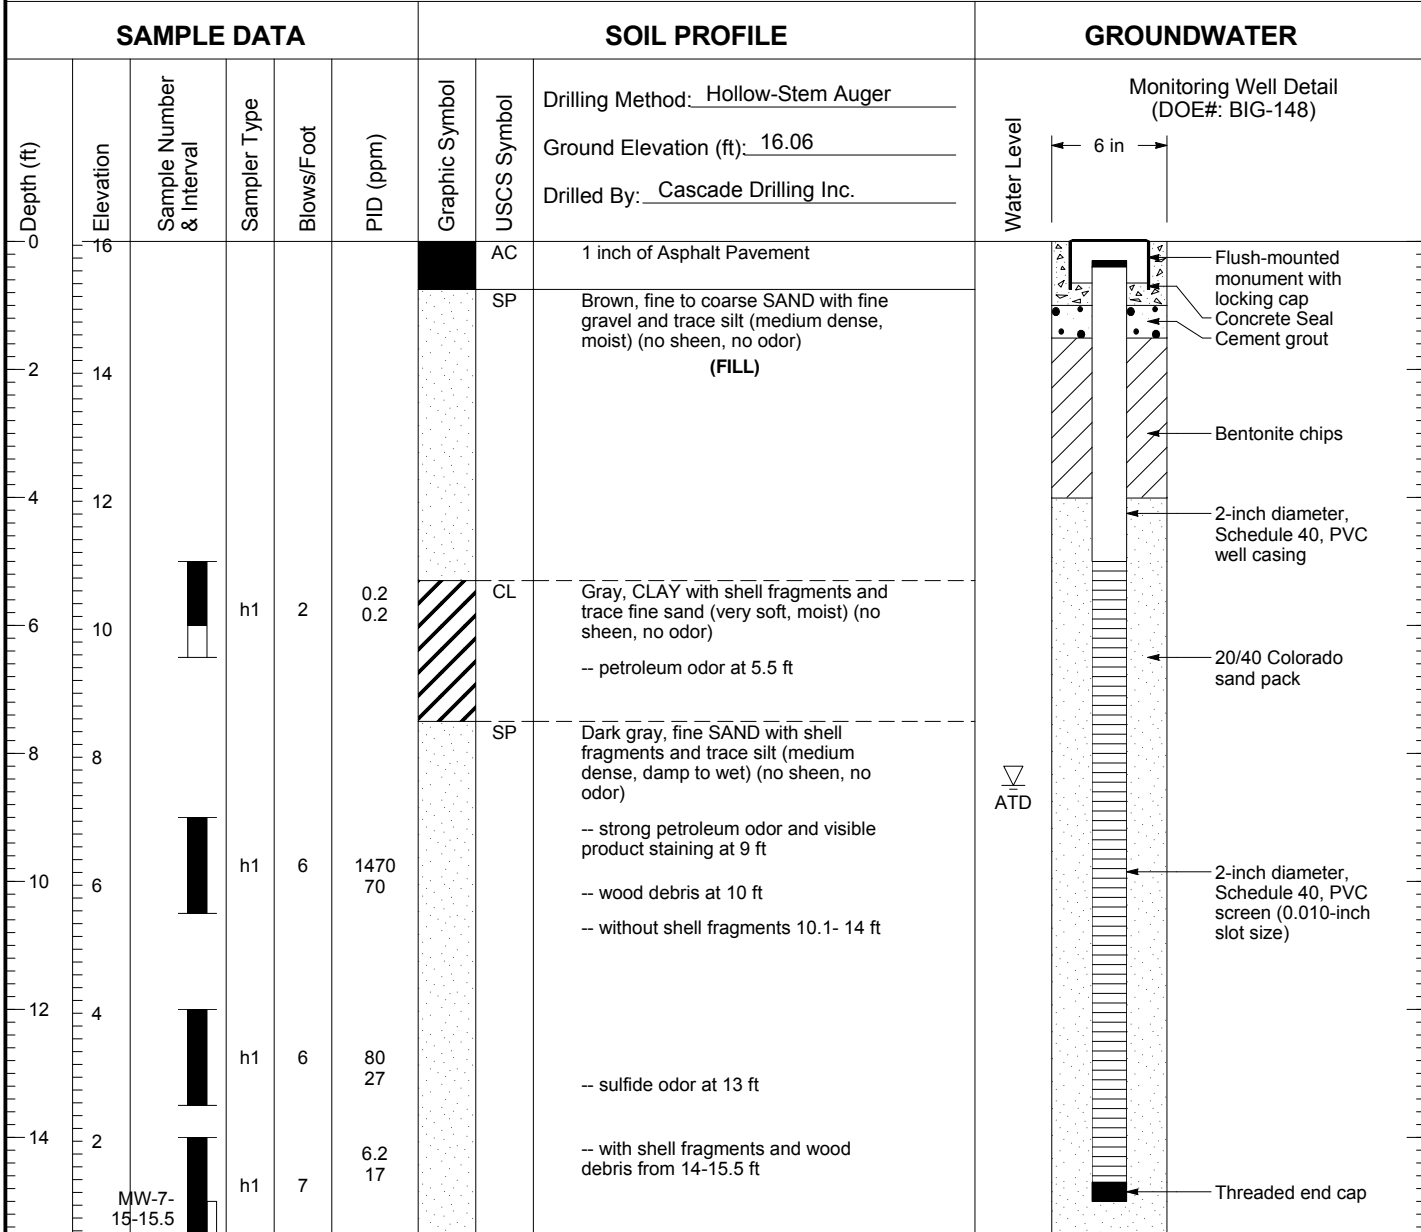 SAMPLE DATA
SOIL PROFILE
GROUNDWATER
Depth (ft)
Elevation
Sample Number
& Interval
Sampler Type
Blows/Foot
PID (ppm)
Graphic Symbol
USCS Symbol
Drilling Method: Hollow-Stem Auger
Ground Elevation (ft): 16.06
Drilled By: Cascade Drilling Inc.
Water Level
Monitoring Well Detail
(DOE#: BIG-148)
6 in
0
16
AC
1 inch of Asphalt Pavement
SP
Brown, fine to coarse SAND with fine
gravel and trace silt (medium dense,
moist) (no sheen, no odor)
(FILL)
Flush-mounted
monument with
locking cap
Concrete Seal
Cement grout
2
14
Bentonite chips
4
12
2-inch diameter,
Schedule 40, PVC
well casing
h1
2
0.2
0.2
CL
Gray, CLAY with shell fragments and
trace fine sand (very soft, moist) (no
sheen, no odor)
-- petroleum odor at 5.5 ft
6
10
20/40 Colorado
sand pack
SP
Dark gray, fine SAND with shell
fragments and trace silt (medium
dense, damp to wet) (no sheen, no
odor)
8
8
ATD
-- strong petroleum odor and visible
product staining at 9 ft
h1
6
1470
70
10
6
-- wood debris at 10 ft
-- without shell fragments 10.1- 14 ft
2-inch diameter,
Schedule 40, PVC
screen (0.010-inch
slot size)
12
4
h1
6
80
27
-- sulfide odor at 13 ft
14
2
6.2
17
-- with shell fragments and wood
debris from 14-15.5 ft
h1
7
MW-7-
15-15.5
Threaded end cap